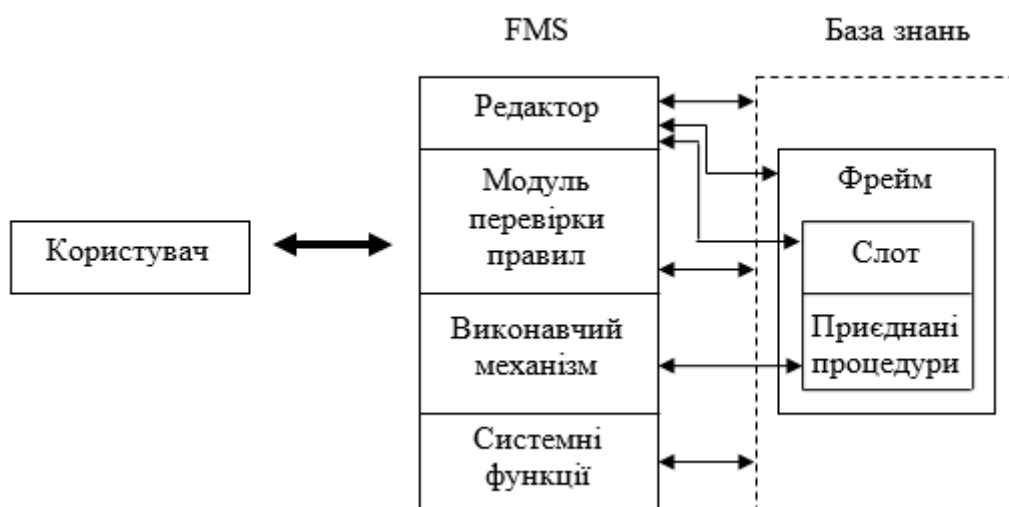 FMS
База знань
Редактор
Модуль
перевірки
правил
Виконавчий
механізм
Системні
функції
Користувач
Фрейм
Слот
Приєднані
процедури